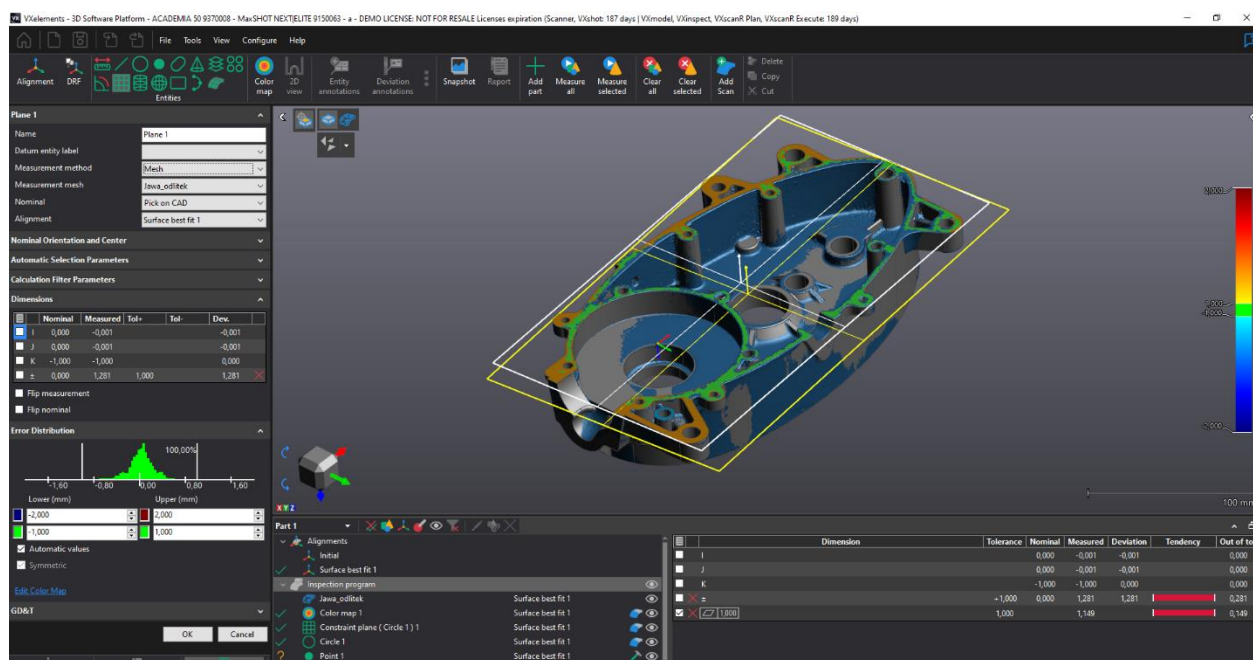 VXelements - 3D Software Platform - ACADEMIA 50 9370008 - MaxSHOT NEXT|ELITE 9150063 - a - DEMO LICENSE: NOT FOR RESALE Licenses expiration (Scanner, VXshot: 187 days | VXmodel, VXinspect, VXscanR Plan, VXscanR Execute: 189 days)
File Tools View Configure Help
Alignment DRF Entities Color map 2D view Entity annotations Deviation annotations Snapshot Report Add part Measure all Measure selected Clear all Clear selected Add Scan Delete Copy Cut
Plane 1
Name Plane 1
Datum entity label
Measurement method Mesh
Measurement mesh Jawa_odlitek
Nominal Pick on CAD
Alignment Surface best fit 1
Nominal Orientation and Center
Automatic Selection Parameters
Calculation Filter Parameters
Dimensions
Nominal Measured Tol+ Tol- Dev.
I 0,000 -0,001 -0,001
J 0,000 -0,001 -0,001
K -1,000 -1,000 0,000
± 0,000 1,281 1,000 1,281
Flip measurement
Flip nominal
Error Distribution
100,00%
-1,60 -0,80 0,00 0,80 1,60
Lower (mm) Upper (mm)
-2,000 2,000
-1,000 1,000
Automatic values
Symmetric
Edit Color Map
GD&T
OK Cancel
2,000
1,000
-1,000
-2,000
100 mm
X Y Z
Part 1
Alignments
Initial
Surface best fit 1
Inspection program
Jawa_odlitek Surface best fit 1
Color map 1 Surface best fit 1
Constraint plane ( Circle 1 ) 1 Surface best fit 1
Circle 1 Surface best fit 1
Point 1 Surface best fit 1
Dimension Tolerance Nominal Measured Deviation Tendency Out of to
I 0,000 -0,001 -0,001 0,000
J 0,000 -0,001 -0,001 0,000
K -1,000 -1,000 0,000 0,000
± +1,000 0,000 1,281 1,281 0,281
1,000 1,000 1,149 0,149